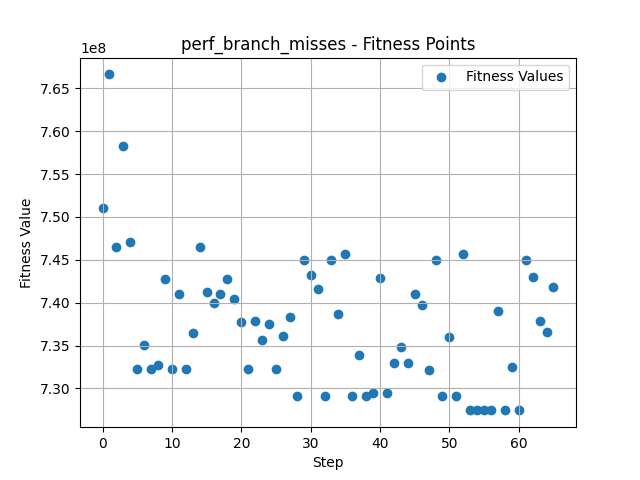 perf_branch_misses - Fitness Points
1e8
Fitness Values
7.65
7.60
7.55
7.50
7.45
7.40
7.35
7.30
Fitness Value
0 10 20 30 40 50 60
Step